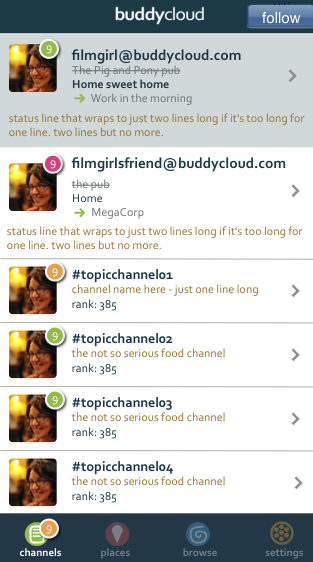 buddycloud
follow
9
filmgirl@buddycloud.com
The Pig and Pony pub
Home sweet home
Work in the morning
status line that wraps to just two lines long if it's too long for
one line. two lines but no more.
9
filmgirlsfriend@buddycloud.com
the pub
Home
MegaCorp
status line that wraps to just two lines long if it's too long for
one line. two lines but no more.
9
#topicchannel01
channel name here - just one line long
rank: 385
9
#topicchannel02
the not so serious food channel
rank: 385
9
#topicchannel03
the not so serious food channel
rank: 385
#topicchannel04
the not so serious food channel
rank: 385
9
channels
places
browse
settings